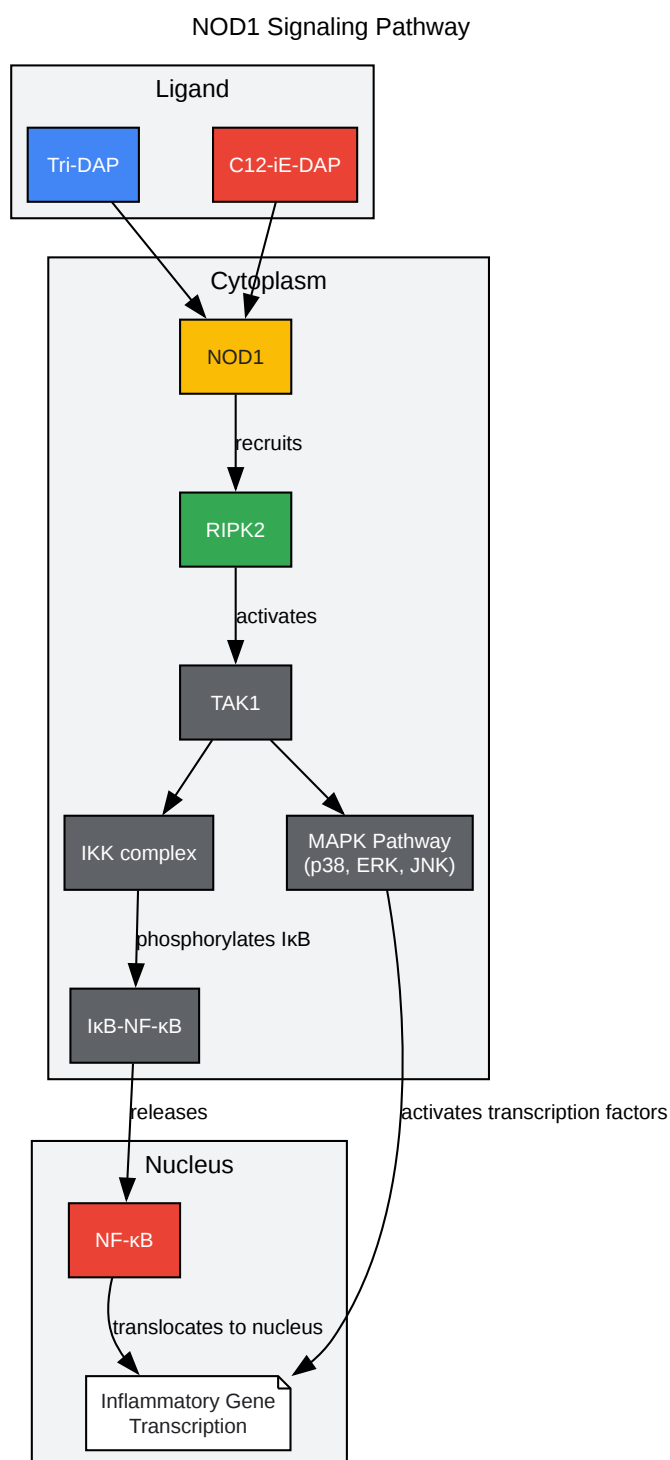 NOD1 Signaling Pathway
Ligand
Tri-DAP
C12-iE-DAP
Cytoplasm
NOD1
recruits
RIPK2
activates
TAK1
IKK complex
MAPK Pathway
(p38, ERK, JNK)
phosphorylates IκB
IκB-NF-κB
releases
activates transcription factors
Nucleus
NF-κB
translocates to nucleus
Inflammatory Gene
Transcription